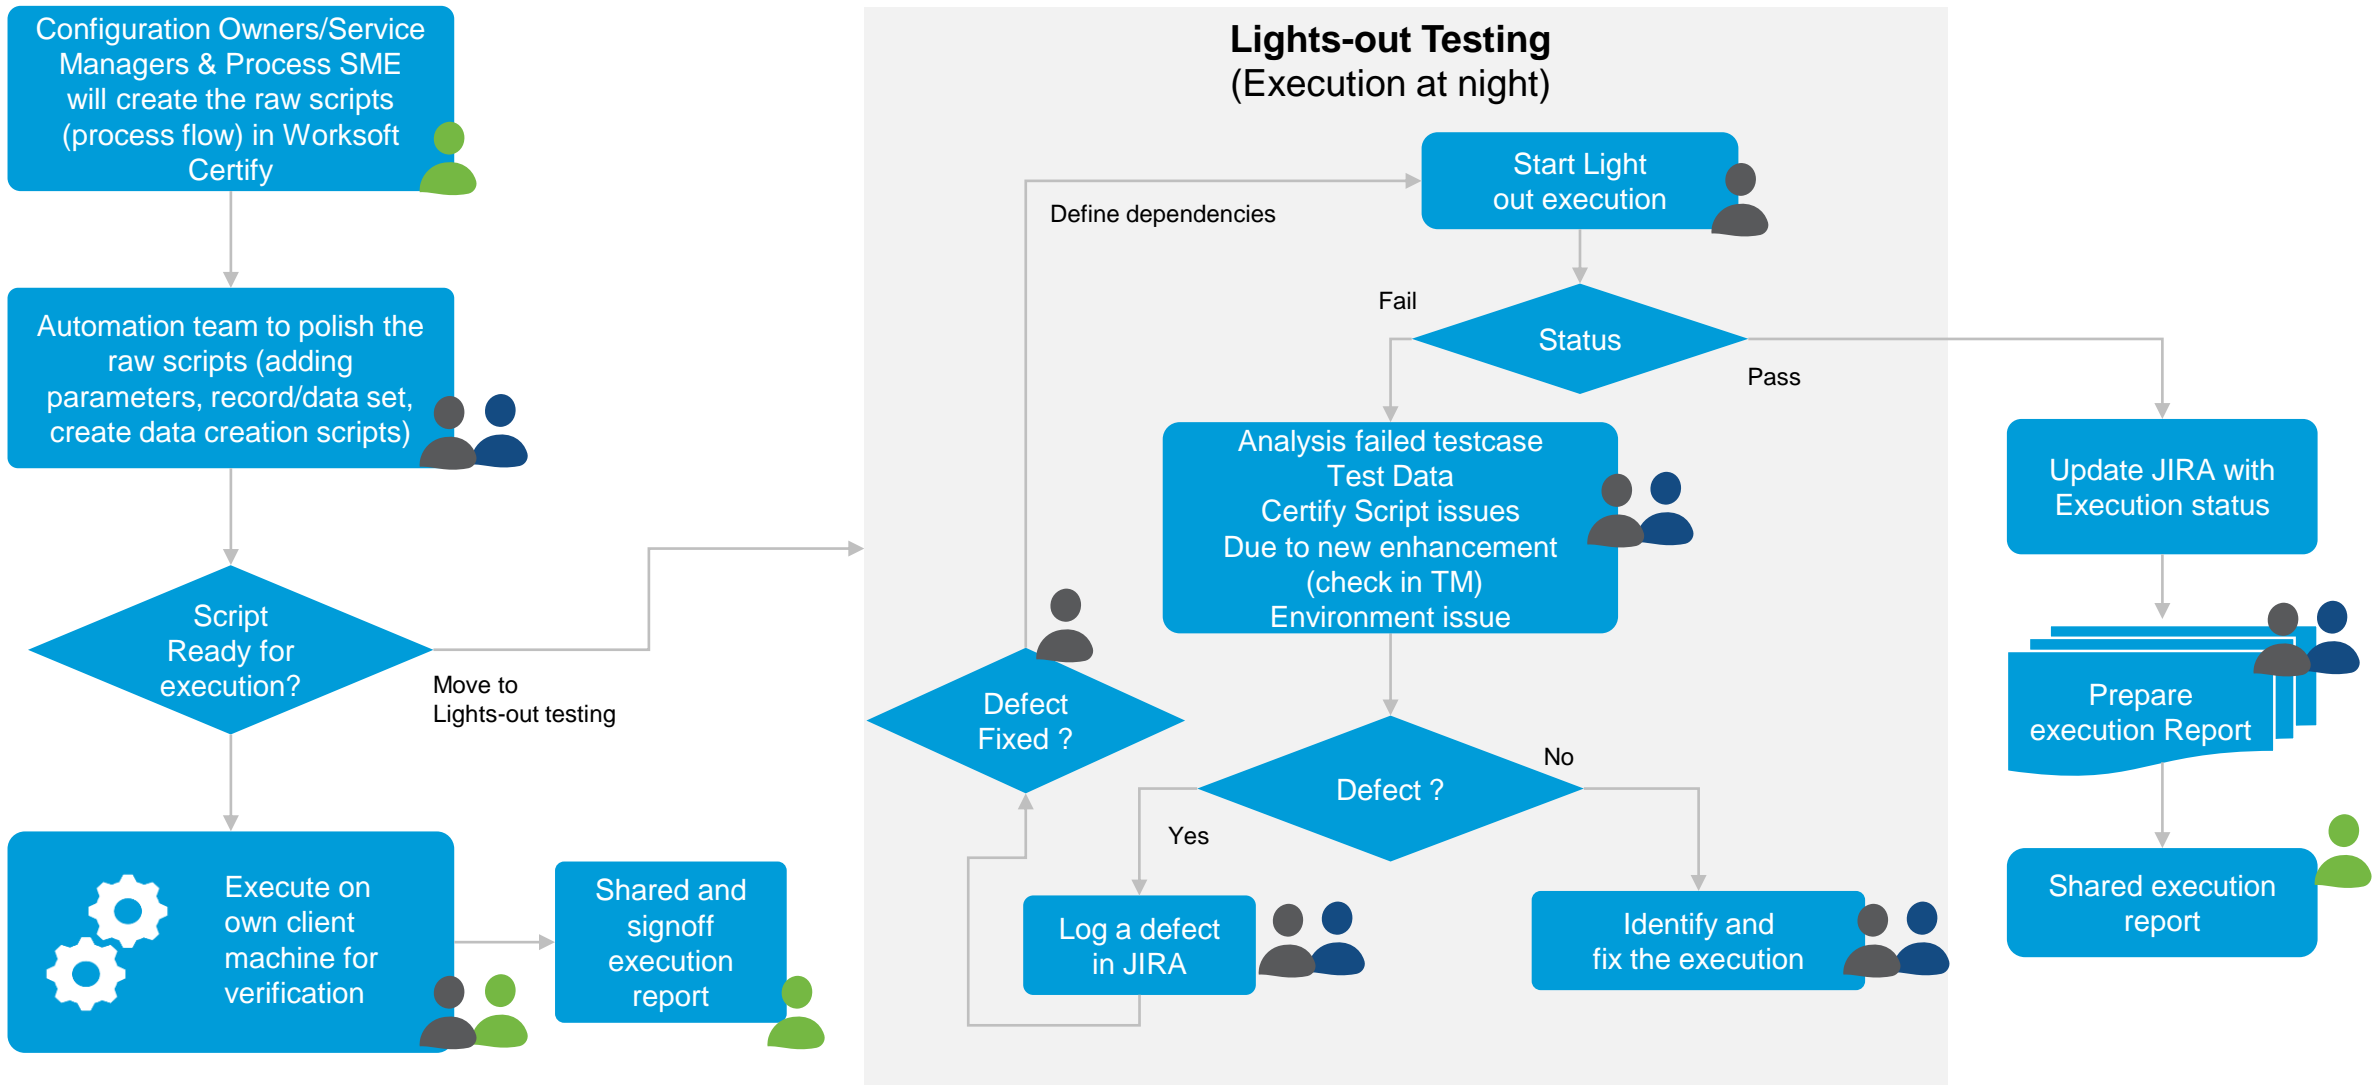 Configuration Owners/Service
Managers & Process SME
will create the raw scripts
(process flow) in Worksoft
Certify
Automation team to polish the
raw scripts (adding
parameters, record/data set,
create data creation scripts)
Script
Ready for
execution?
Move to
Lights-out testing
Execute on
own client
machine for
verification
Shared and
signoff
execution
report
Lights-out Testing
(Execution at night)
Start Light
out execution
Define dependencies
Fail
Status
Pass
Analysis failed testcase
Test Data
Certify Script issues
Due to new enhancement
(check in TM)
Environment issue
Defect
Fixed ?
Defect ?
No
Yes
Log a defect
in JIRA
Identify and
fix the execution
Update JIRA with
Execution status
Prepare
execution Report
Shared execution
report